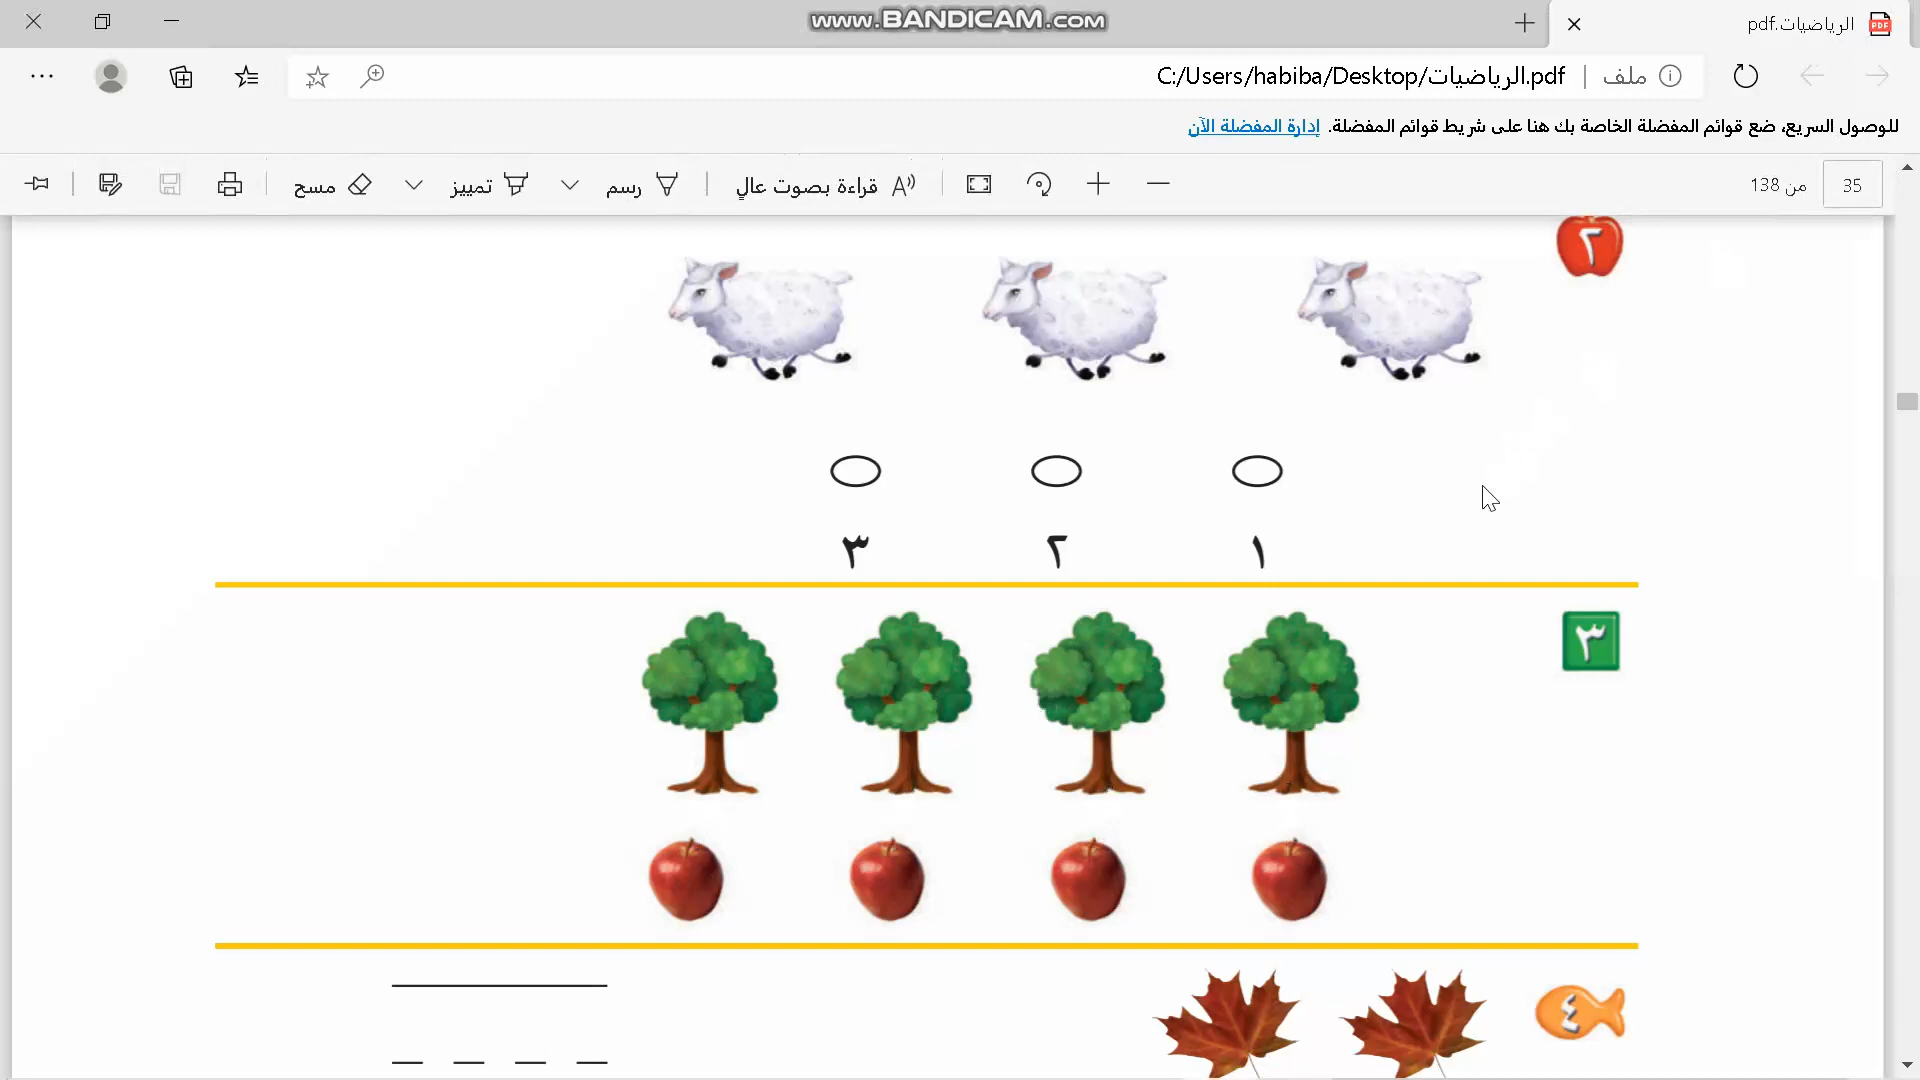 www.BANDICAM.com
الرياضيات.pdf
ملف | C:/Users/habiba/Desktop/الرياضيات.pdf
للوصول السريع، ضع قوائم المفضلة الخاصة بك هنا على شريط قوائم المفضلة. إدارة المفضلة الآن
35 من 138
قراءة بصوت عالٍ
رسم
تمييز
مسح
٢
١ ٢ ٣
٣
٤